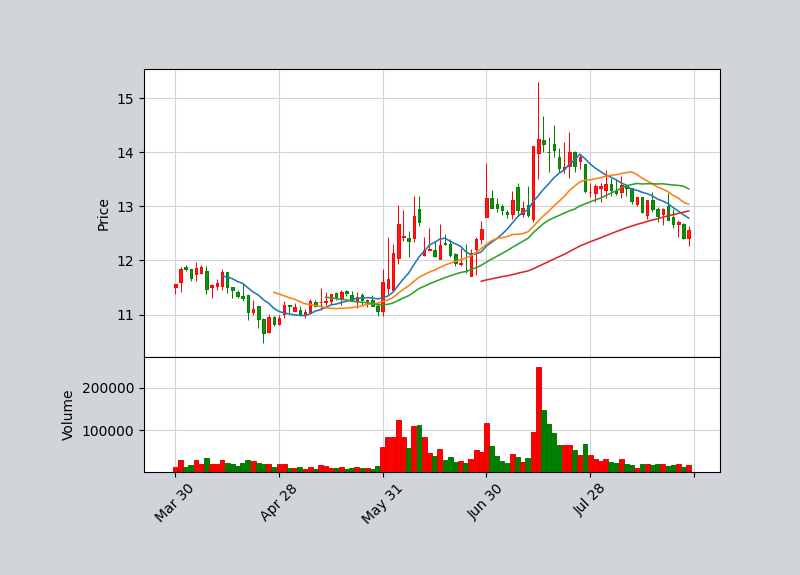 15
14
13
12
11
Price
200000
100000
Volume
Mar 30
Apr 28
May 31
Jun 30
Jul 28